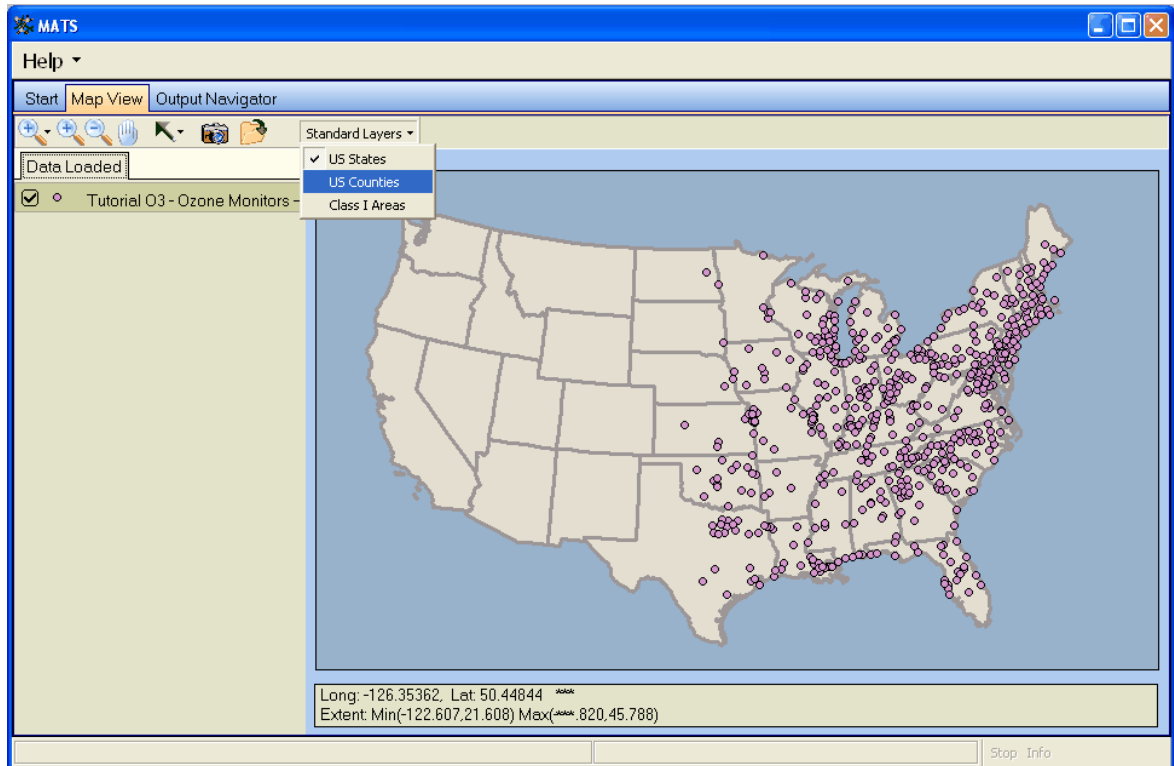 MATS
Help
Start Map View Output Navigator
Standard Layers
Data Loaded
US States
US Counties
Class I Areas
Tutorial O3 - Ozone Monitors -
Long: -126.35362, Lat: 50.44844 ***
Extent: Min(-122.607,21.608) Max(-***.820,45.788)
Stop Info